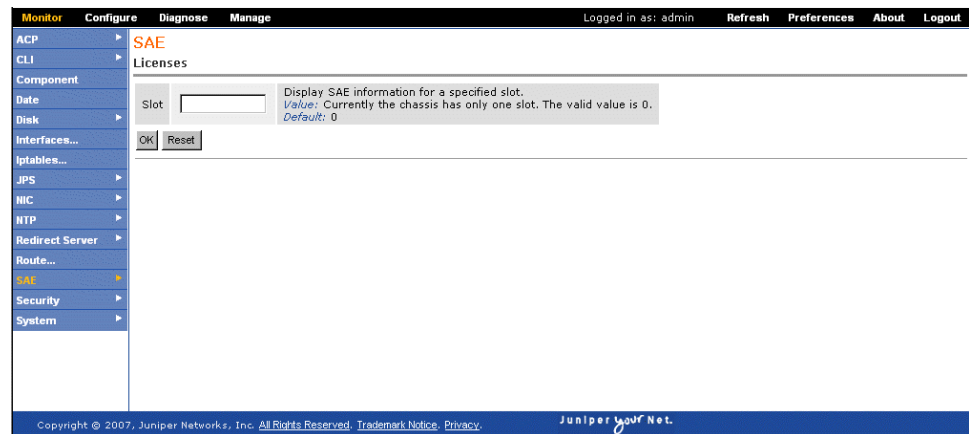 Monitor Configure Diagnose Manage Logged in as: admin Refresh Preferences About Logout
ACP
CLI
Component
Date
Disk
Interfaces...
Iptables...
JPS
NIC
NTP
Redirect Server
Route...
SAE
Security
System
SAE
Licenses
Slot
Display SAE information for a specified slot.
Value: Currently the chassis has only one slot. The valid value is 0.
Default: 0
OK Reset
Copyright © 2007, Juniper Networks, Inc. All Rights Reserved. Trademark Notice. Privacy.
Juniper your Net.